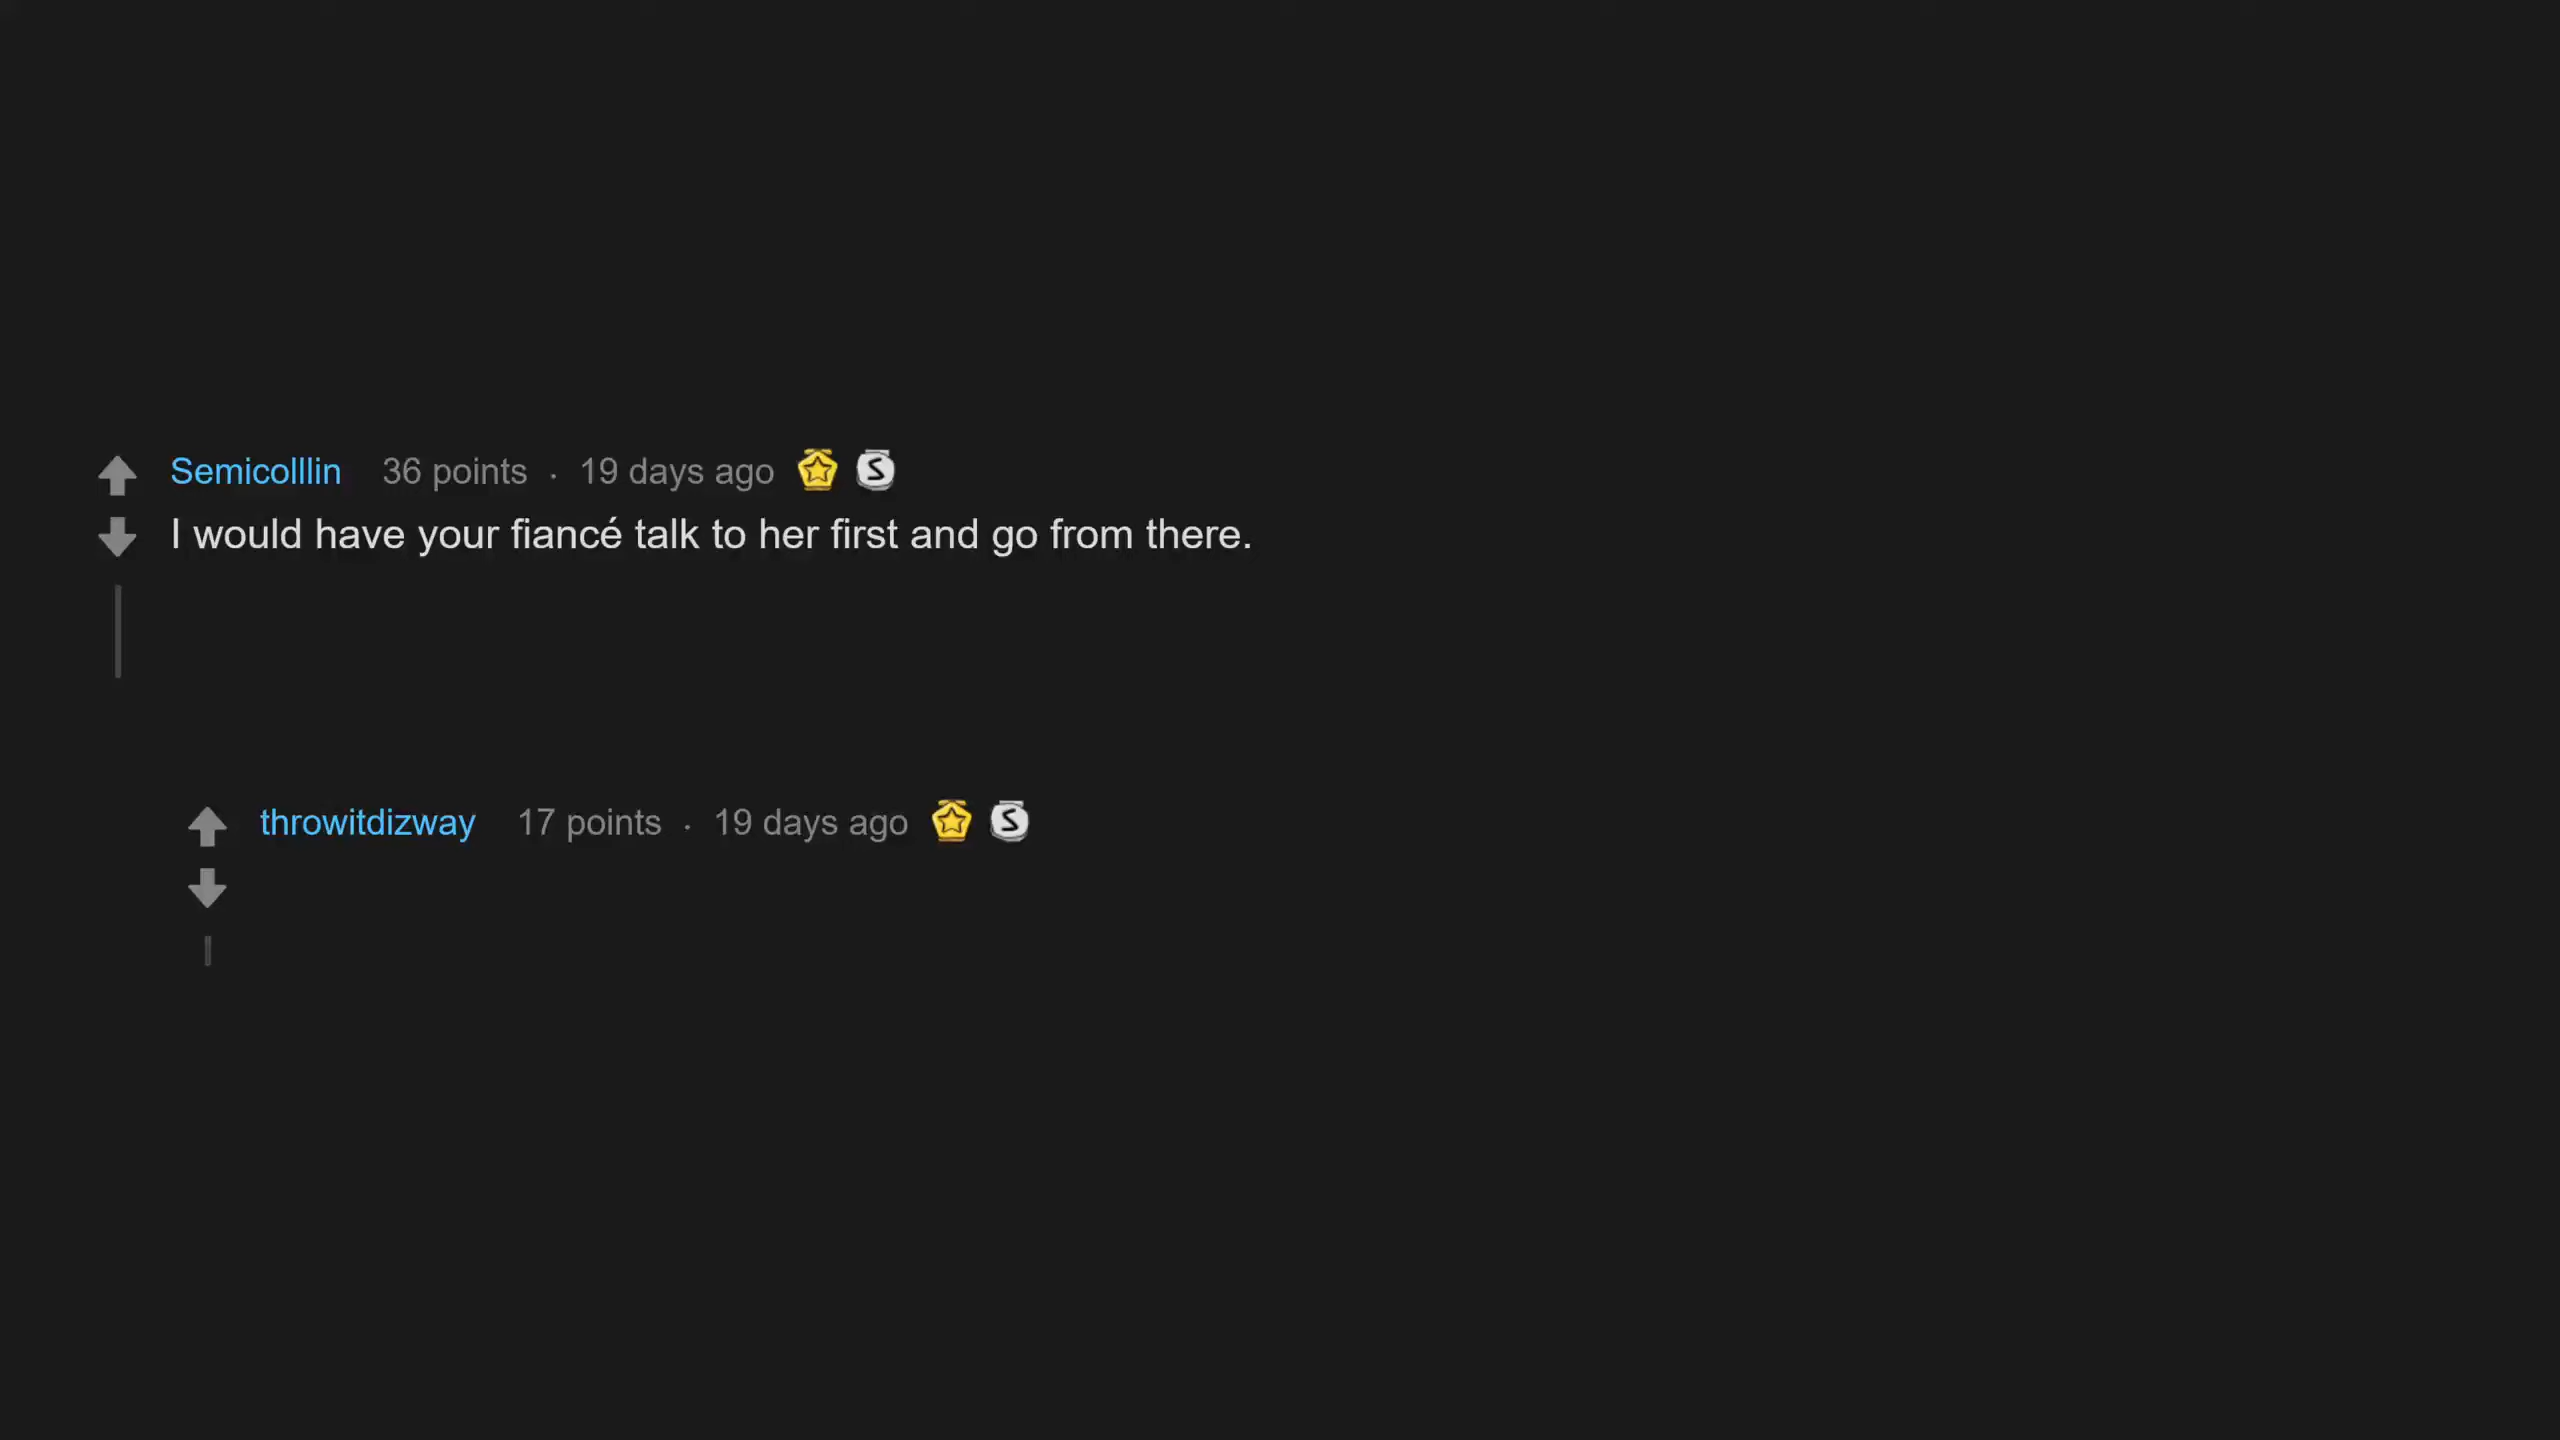 Semicolllin 36 points · 19 days ago S
I would have your fiancé talk to her first and go from there.
throwitdizway 17 points · 19 days ago S